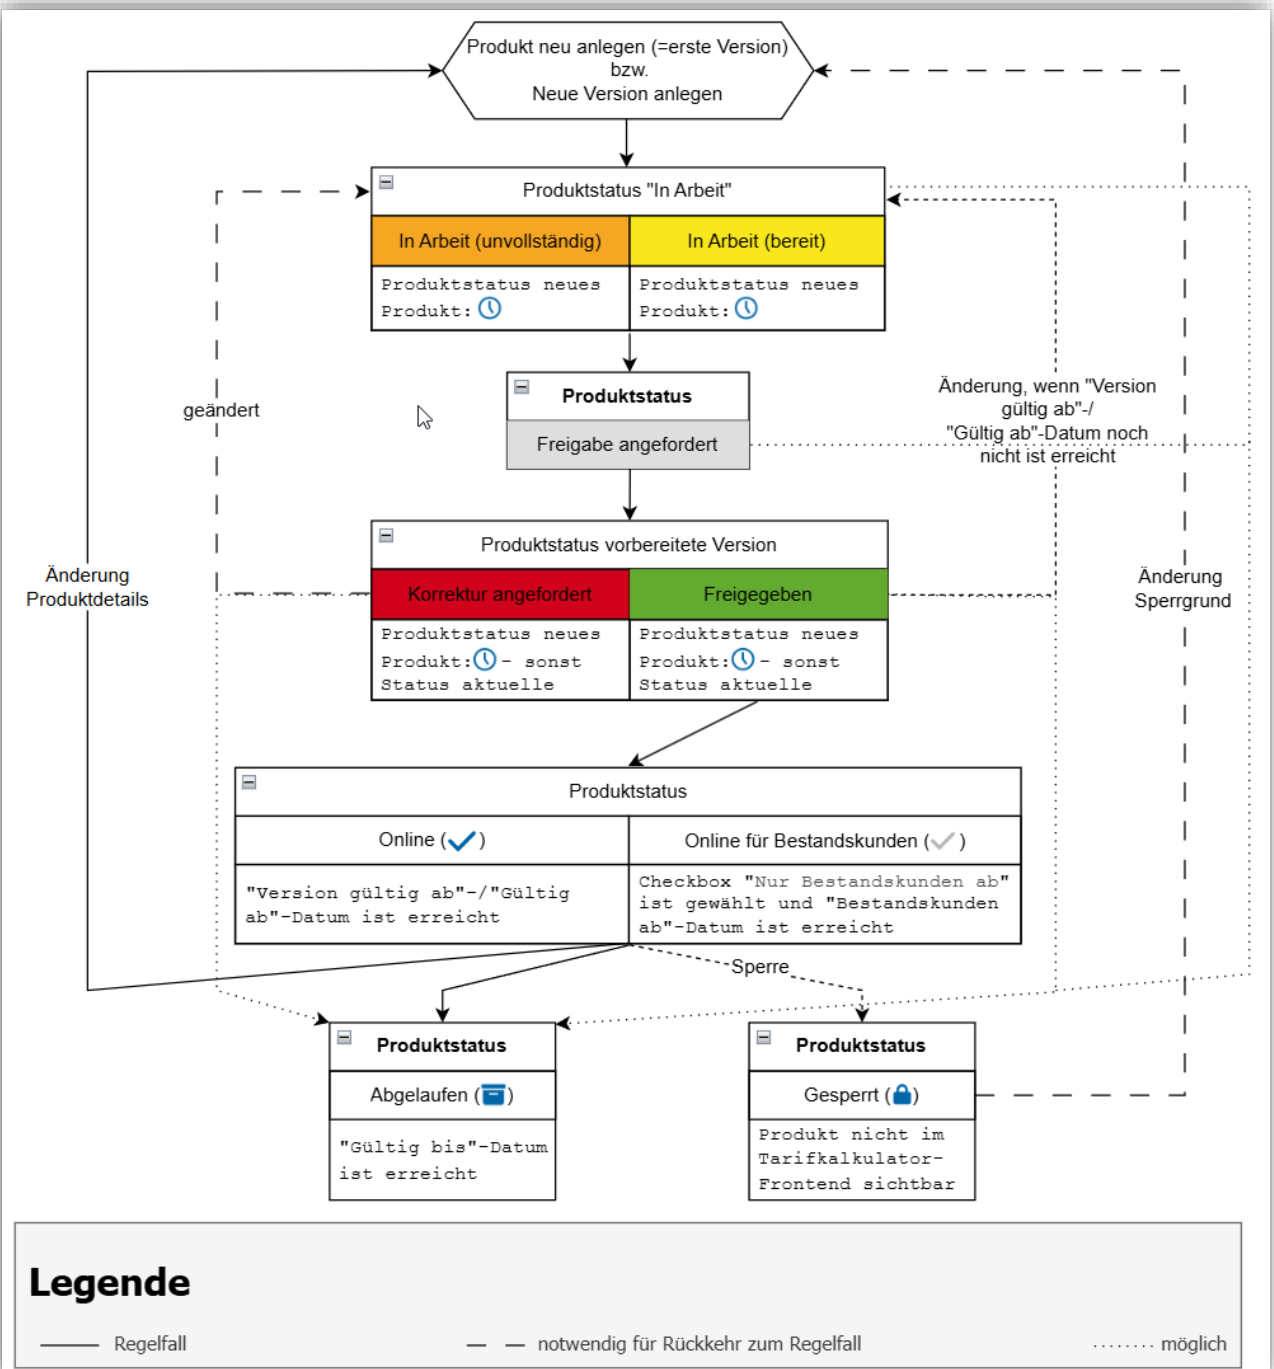 Produkt neu anlegen (=erste Version)
bzw.
Neue Version anlegen
Produktstatus "In Arbeit"
In Arbeit (unvollständig)
In Arbeit (bereit)
Produktstatus neues
Produkt:
Produktstatus neues
Produkt:
geändert
Produktstatus
Freigabe angefordert
Änderung, wenn "Version
gültig ab"-/
"Gültig ab"-Datum noch
nicht ist erreicht
Produktstatus vorbereitete Version
Korrektur angefordert
Freigegeben
Produktstatus neues
Produkt: - sonst
Status aktuelle
Produktstatus neues
Produkt: - sonst
Status aktuelle
Änderung
Produktdetails
Änderung
Sperrgrund
Produktstatus
Online ( )
Online für Bestandskunden ( )
"Version gültig ab"-/"Gültig
ab"-Datum ist erreicht
Checkbox "Nur Bestandskunden ab"
ist gewählt und "Bestandskunden
ab"-Datum ist erreicht
Sperre
Produktstatus
Abgelaufen ( )
"Gültig bis"-Datum
ist erreicht
Produktstatus
Gesperrt ( )
Produkt nicht im
Tarifkalkulator-
Frontend sichtbar
Legende
Regelfall
notwendig für Rückkehr zum Regelfall
möglich